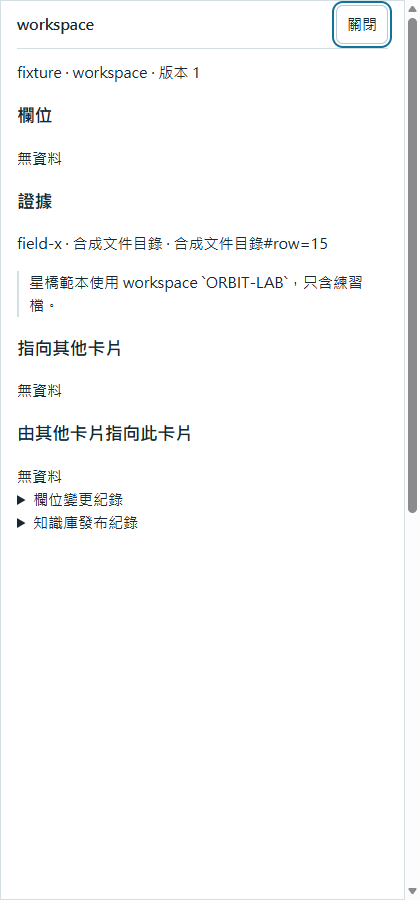 workspace
關閉
fixture · workspace · 版本 1
欄位
無資料
證據
field-x · 合成文件目錄 · 合成文件目錄#row=15
星橋範本使用 workspace `ORBIT-LAB`，只含練習
檔。
指向其他卡片
無資料
由其他卡片指向此卡片
無資料
▶ 欄位變更紀錄
▶ 知識庫發布紀錄